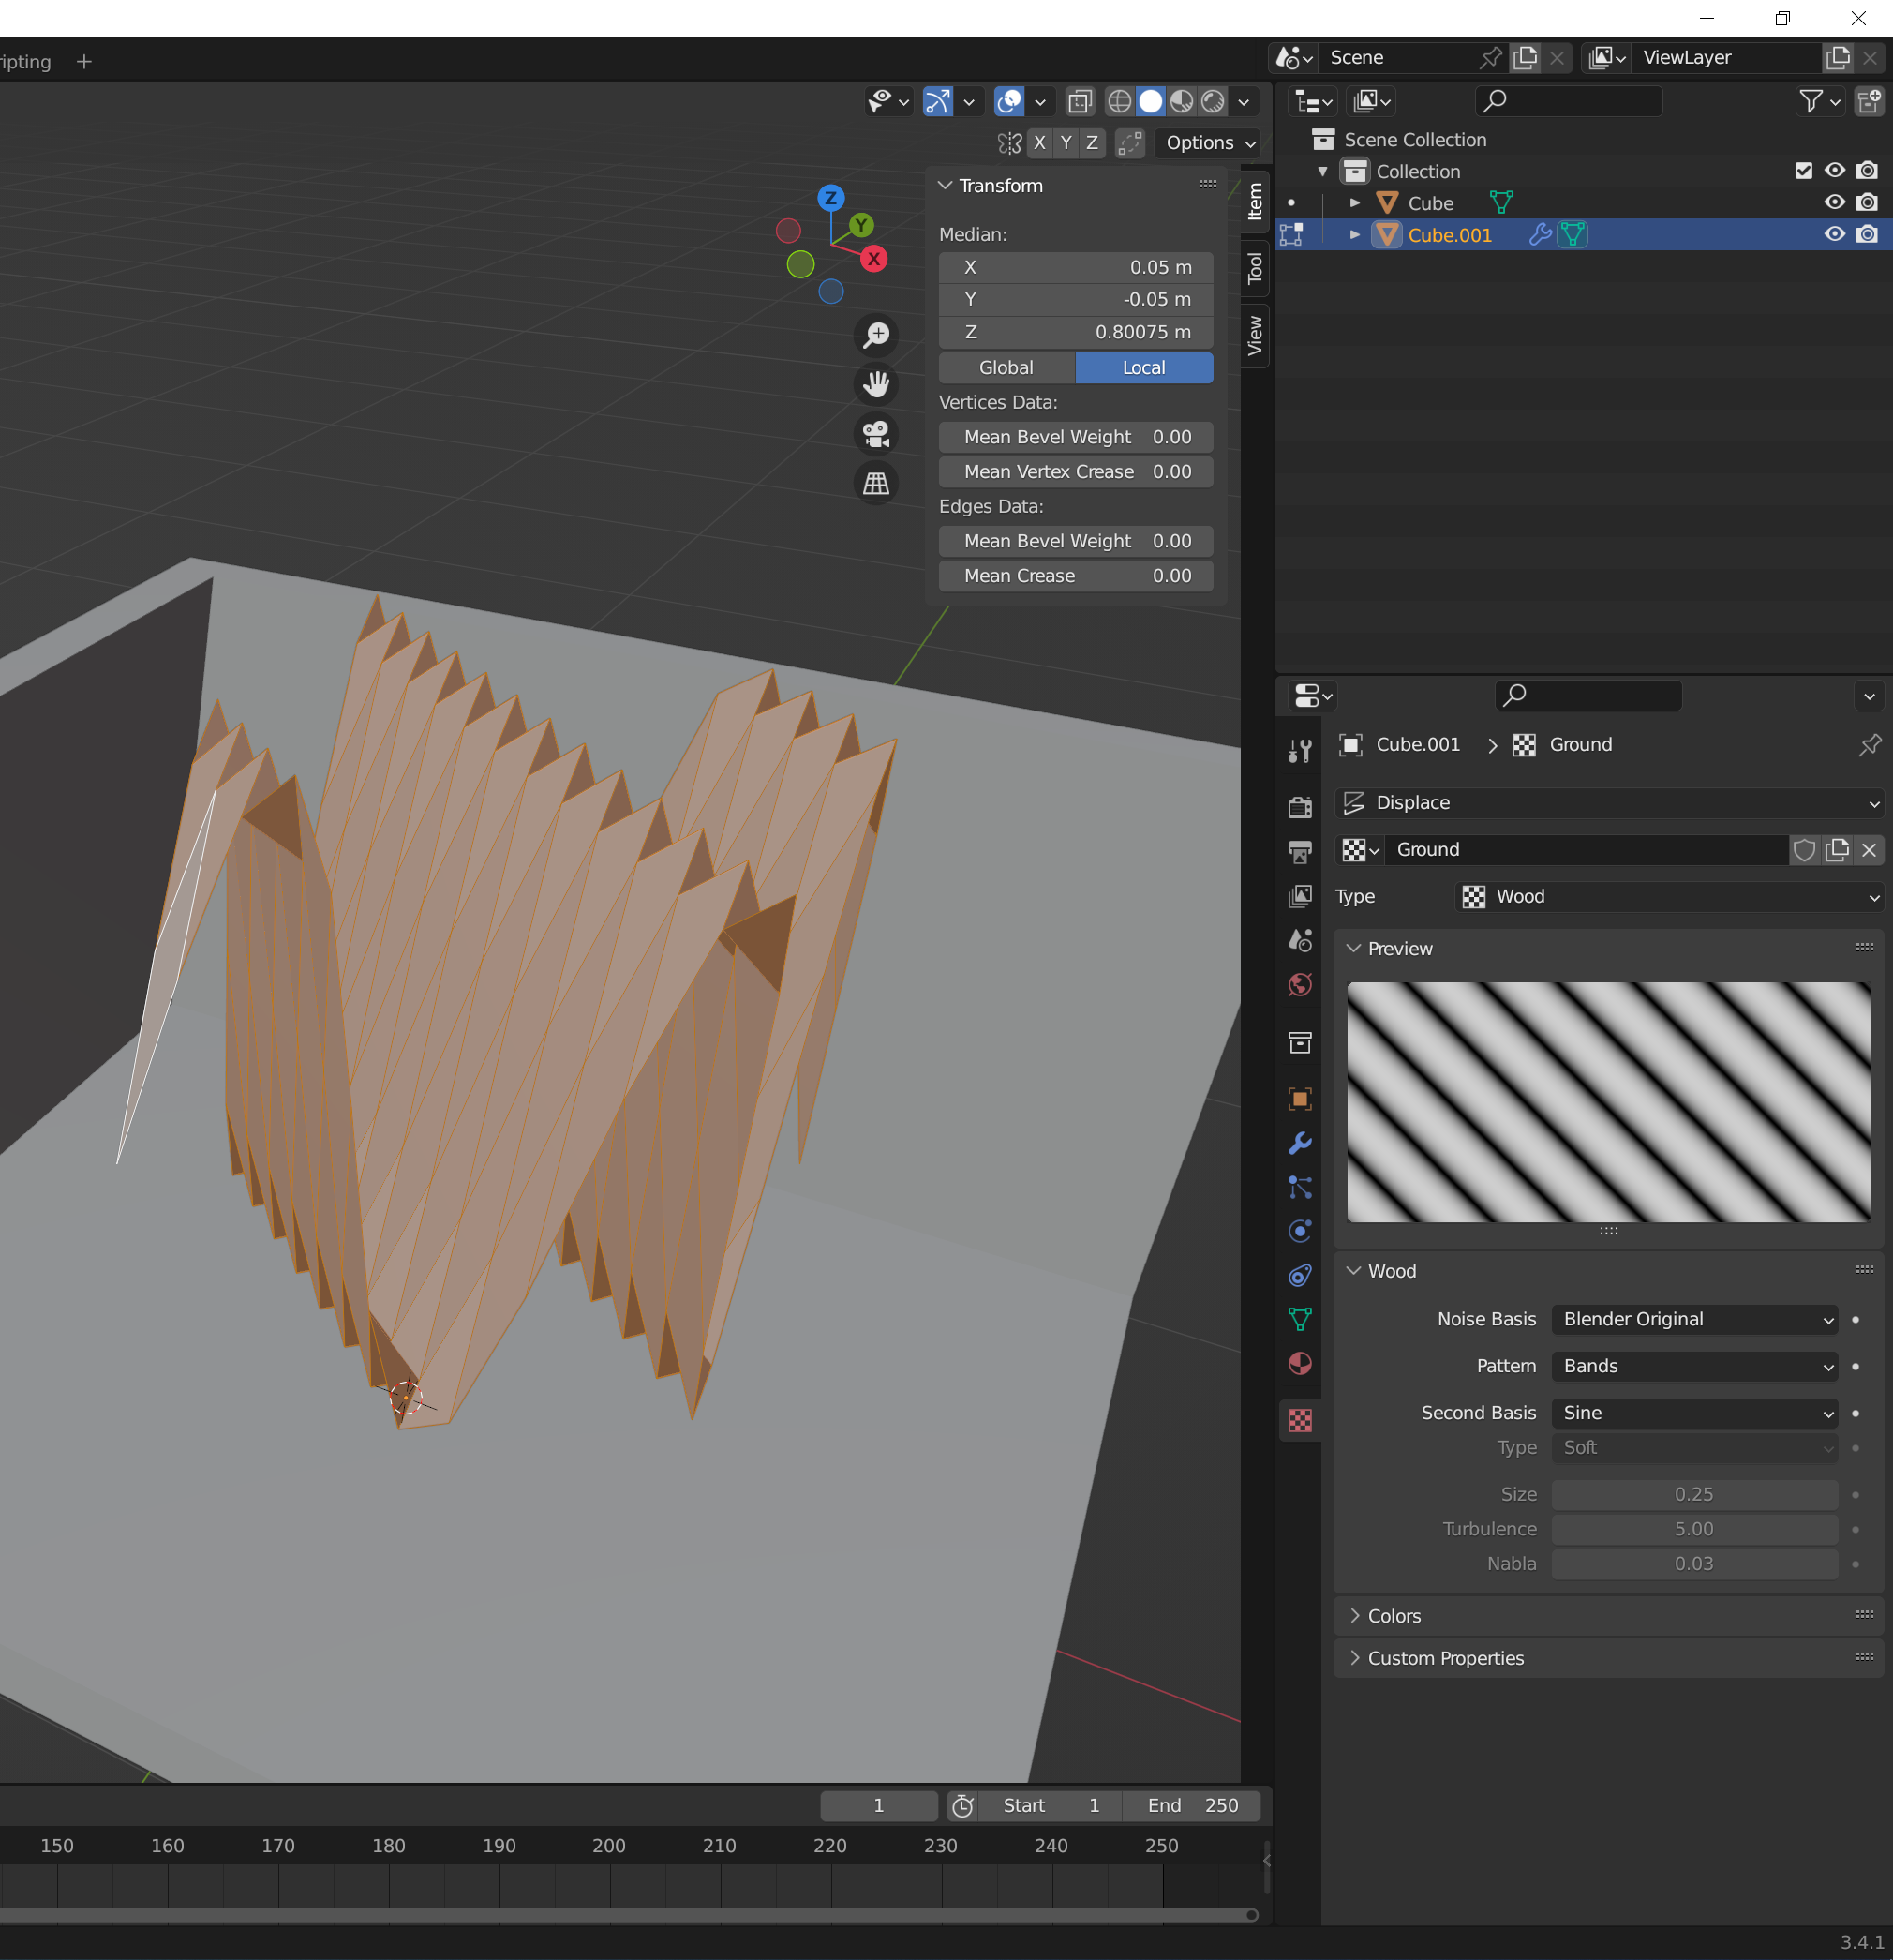 ripting +
Scene
ViewLayer
X Y Z Options
Scene Collection
Collection
Cube
Cube.001
Z
Y
X
Transform
Median:
X 0.05 m
Y -0.05 m
Z 0.80075 m
Global Local
Vertices Data:
Mean Bevel Weight 0.00
Mean Vertex Crease 0.00
Edges Data:
Mean Bevel Weight 0.00
Mean Crease 0.00
Item
Tool
View
Cube.001 > Ground
Displace
Ground
Type Wood
Preview
Wood
Noise Basis Blender Original
Pattern Bands
Second Basis Sine
Type Soft
Size 0.25
Turbulence 5.00
Nabla 0.03
Colors
Custom Properties
1 Start 1 End 250
150 160 170 180 190 200 210 220 230 240 250
3.4.1